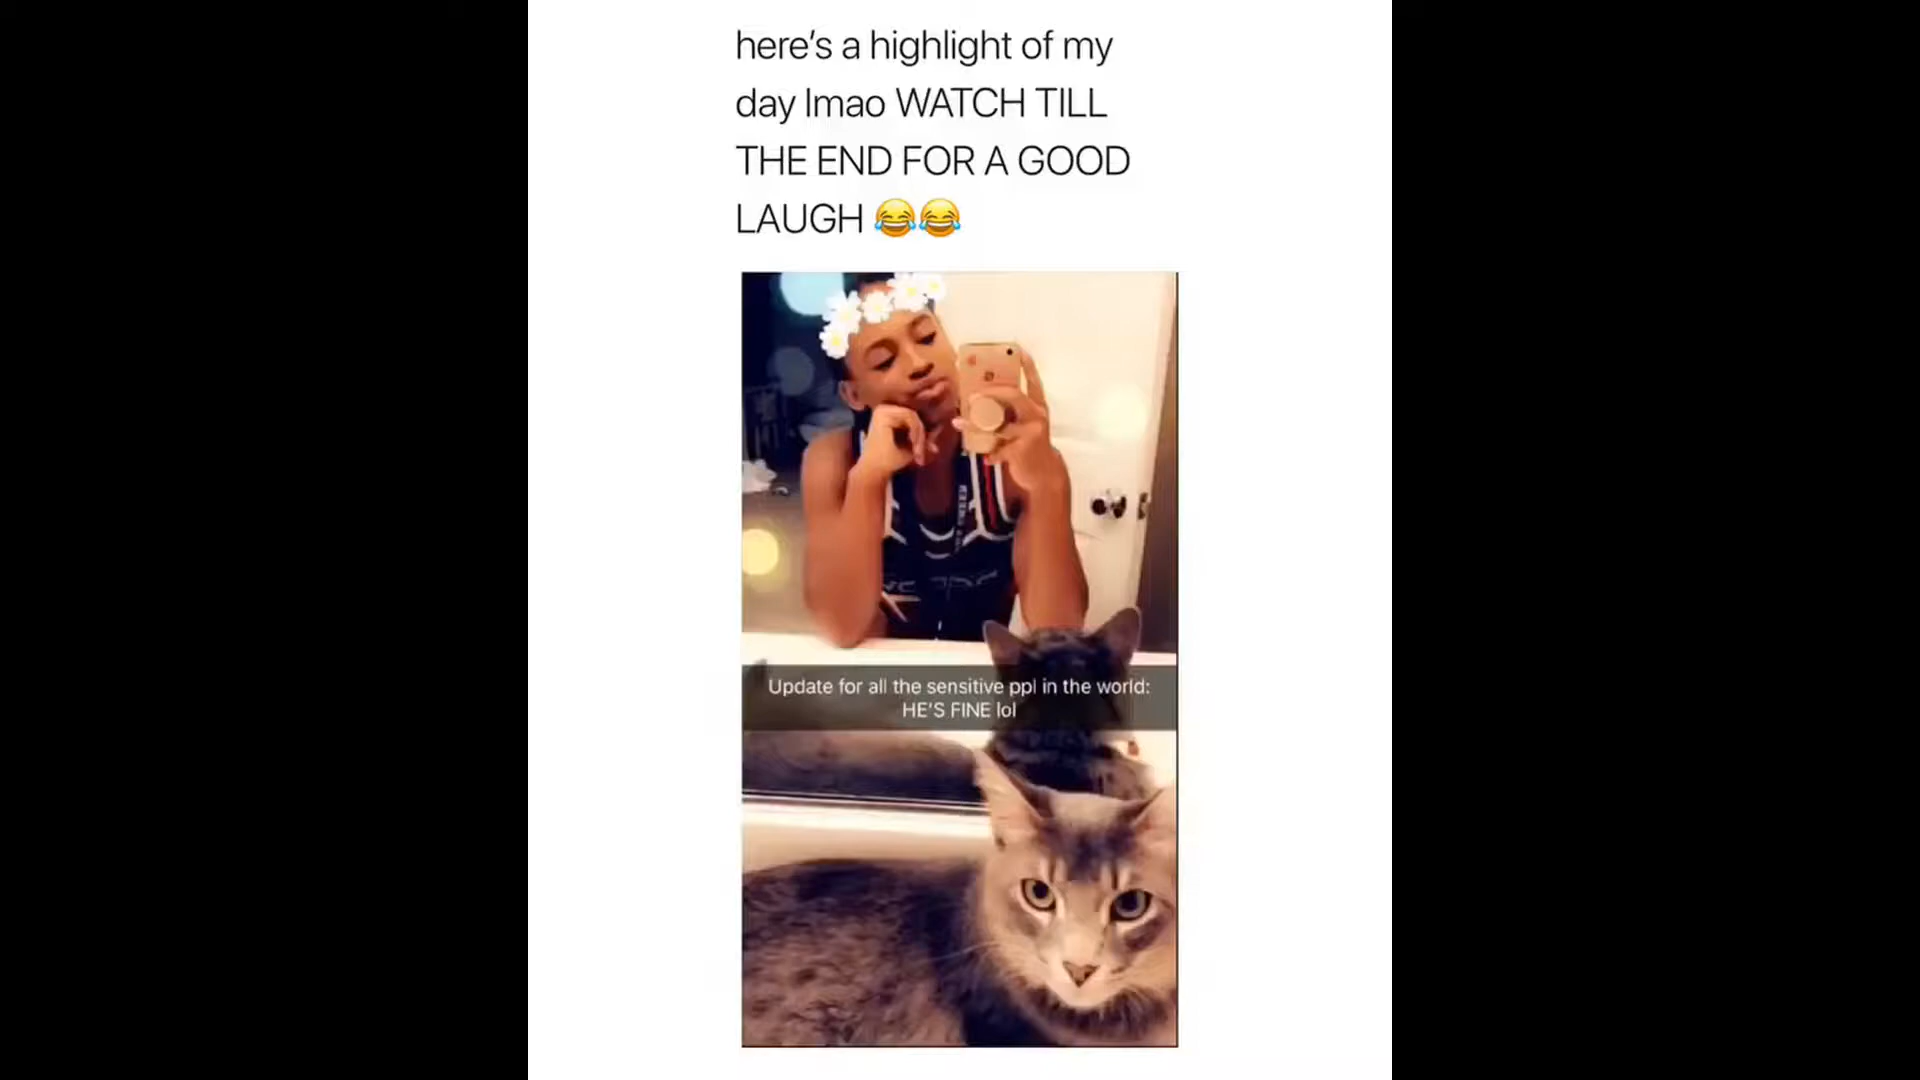 here’s a highlight of my
day lmao WATCH TILL
THE END FOR A GOOD
LAUGH 😂😂
Update for all the sensitive ppl in the world:
HE'S FINE lol